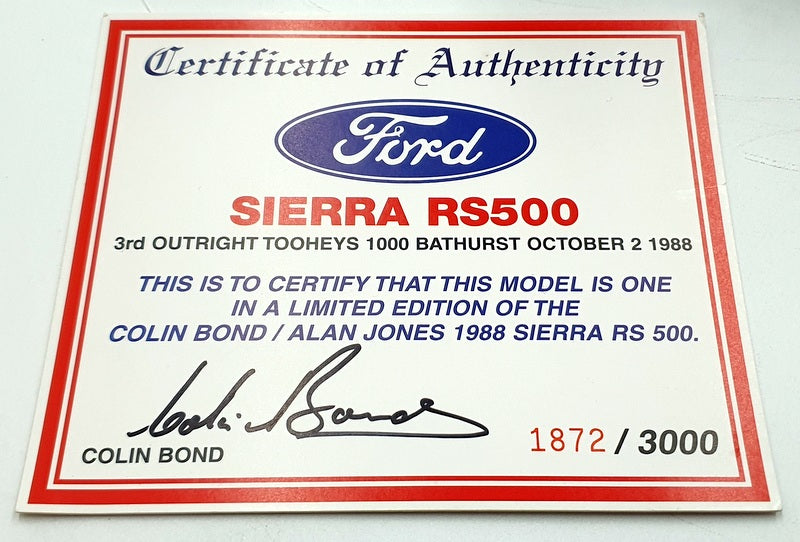 Certificate of Authenticity
Ford
SIERRA RS500
3rd OUTRIGHT TOOHEYS 1000 BATHURST OCTOBER 2 1988
THIS IS TO CERTIFY THAT THIS MODEL IS ONE
IN A LIMITED EDITION OF THE
COLIN BOND / ALAN JONES 1988 SIERRA RS 500.
Colin Bond
COLIN BOND
1872 / 3000